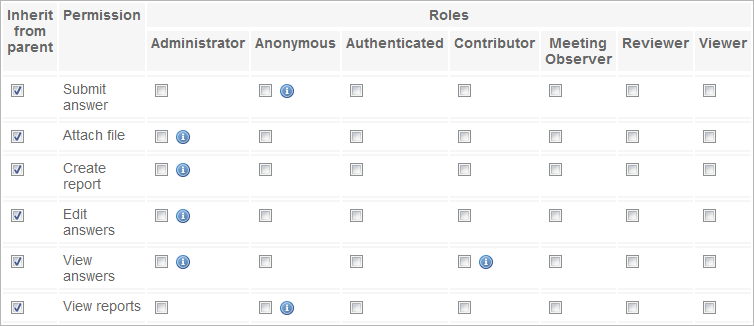 Inherit from parent Permission Roles
Administrator Anonymous Authenticated Contributor Meeting Observer Reviewer Viewer
Submit answer
Attach file
Create report
Edit answers
View answers
View reports